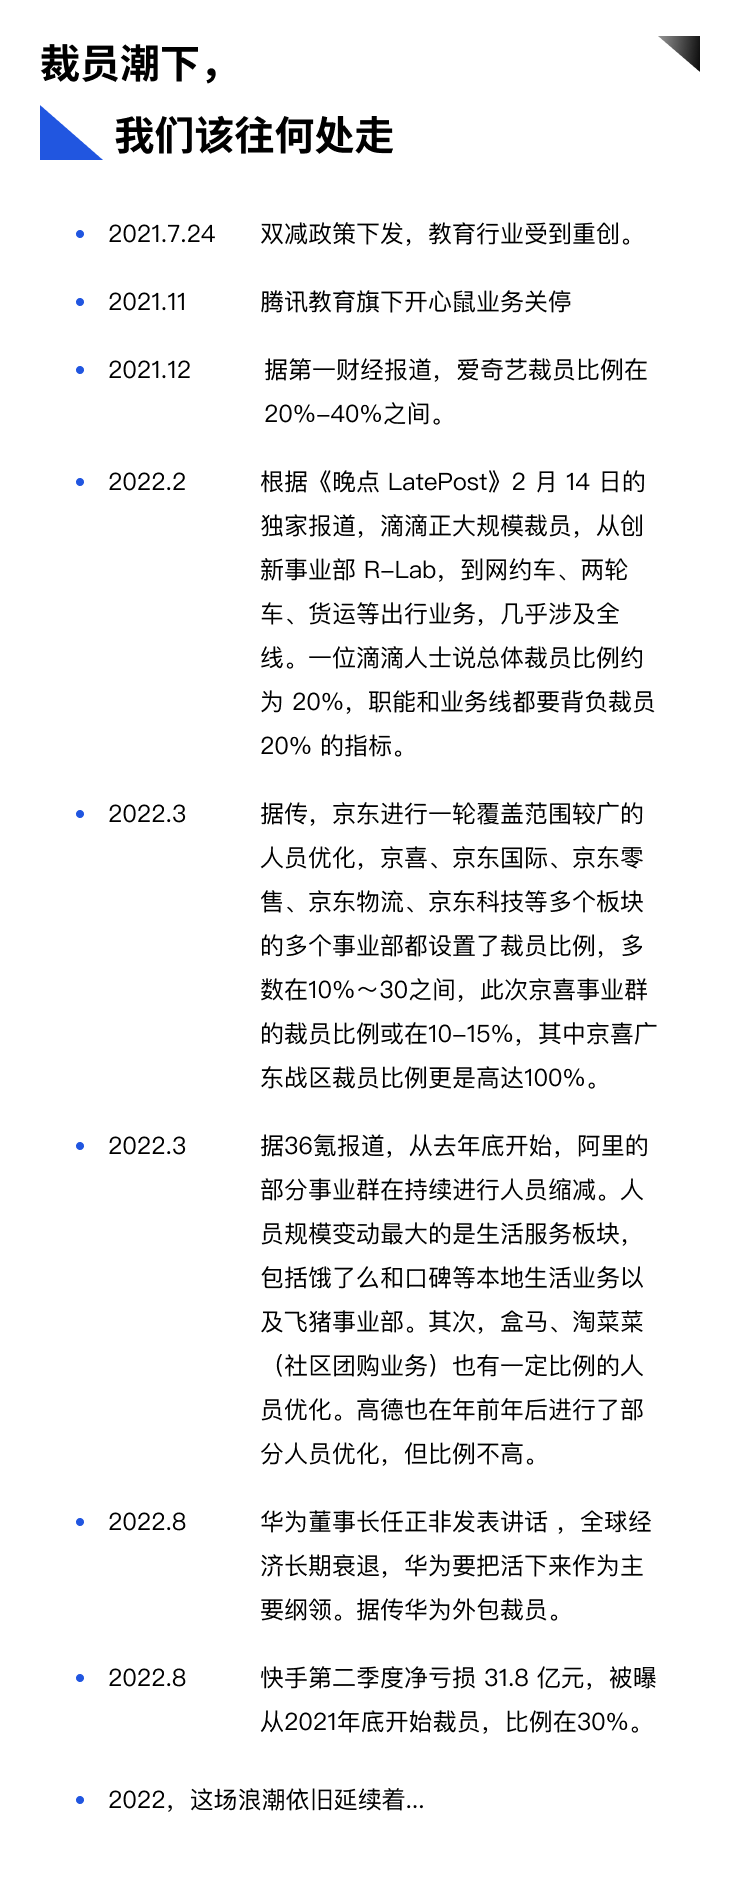 裁员潮下，
我们该往何处走
2021.7.24 双减政策下发，教育行业受到重创。
2021.11 腾讯教育旗下开心鼠业务关停
2021.12 据第一财经报道，爱奇艺裁员比例在
20%-40%之间。
2022.2 根据《晚点 LatePost》2 月 14 日的
独家报道，滴滴正大规模裁员，从创
新事业部 R-Lab，到网约车、两轮
车、货运等出行业务，几乎涉及全
线。一位滴滴人士说总体裁员比例约
为 20%，职能和业务线都要背负裁员
20% 的指标。
2022.3 据传，京东进行一轮覆盖范围较广的
人员优化，京喜、京东国际、京东零
售、京东物流、京东科技等多个板块
的多个事业部都设置了裁员比例，多
数在10%～30之间，此次京喜事业群
的裁员比例或在10-15%，其中京喜广
东战区裁员比例更是高达100%。
2022.3 据36氪报道，从去年底开始，阿里的
部分事业群在持续进行人员缩减。人
员规模变动最大的是生活服务板块，
包括饿了么和口碑等本地生活业务以
及飞猪事业部。其次，盒马、淘菜菜
（社区团购业务）也有一定比例的人
员优化。高德也在年前年后进行了部
分人员优化，但比例不高。
2022.8 华为董事长任正非发表讲话 ，全球经
济长期衰退，华为要把活下来作为主
要纲领。据传华为外包裁员。
2022.8 快手第二季度净亏损 31.8 亿元，被曝
从2021年底开始裁员，比例在30%。
2022，这场浪潮依旧延续着...